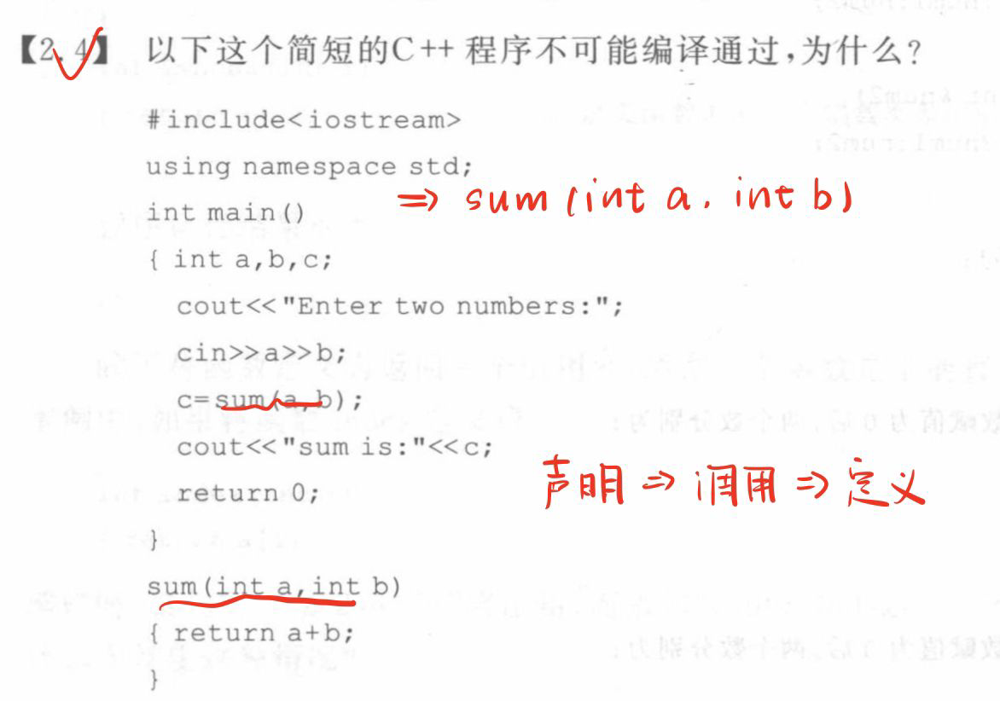 【2.4】 以下这个简短的C++程序不可能编译通过,为什么?
#include<iostream>
using namespace std;
int main() => sum(int a, int b)
{ int a,b,c;
cout<<"Enter two numbers:";
cin>>a>>b;
c=sum(a,b);
cout<<"sum is:"<<c;
return 0; 声明 => 调用 => 定义
}
sum(int a,int b)
{ return a+b;
}